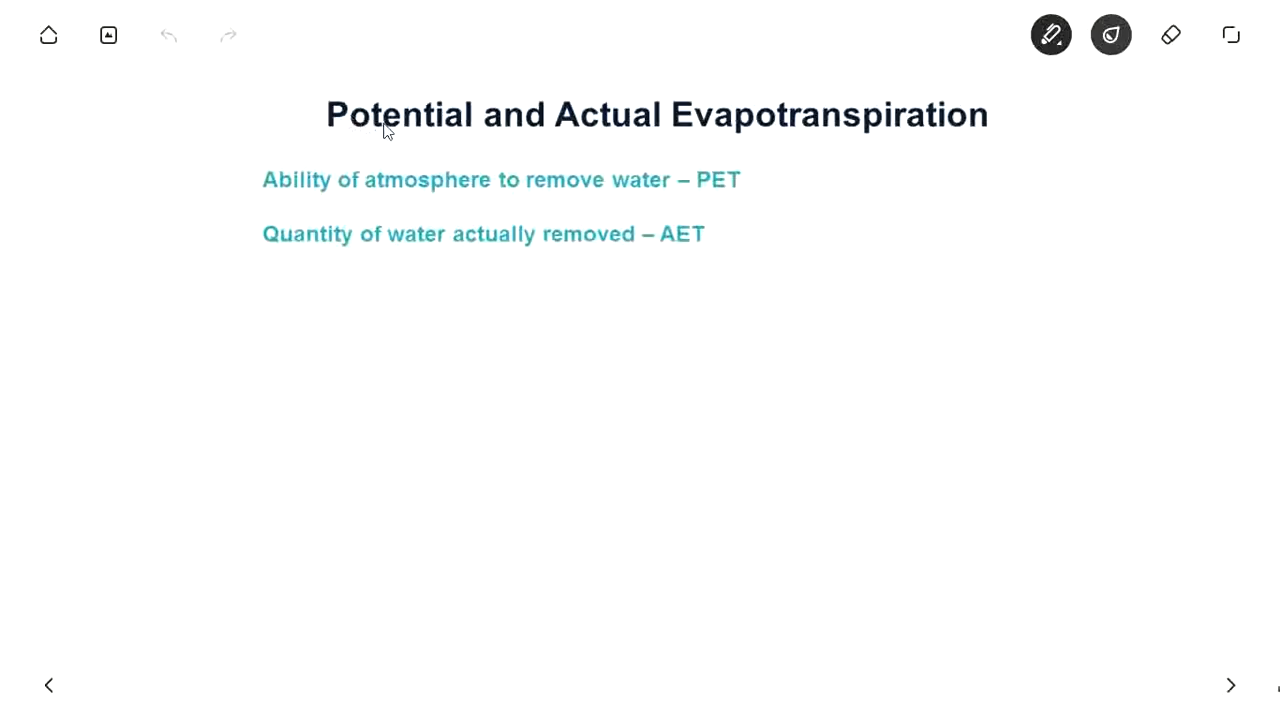 Potential and Actual Evapotranspiration
Ability of atmosphere to remove water – PET
Quantity of water actually removed – AET